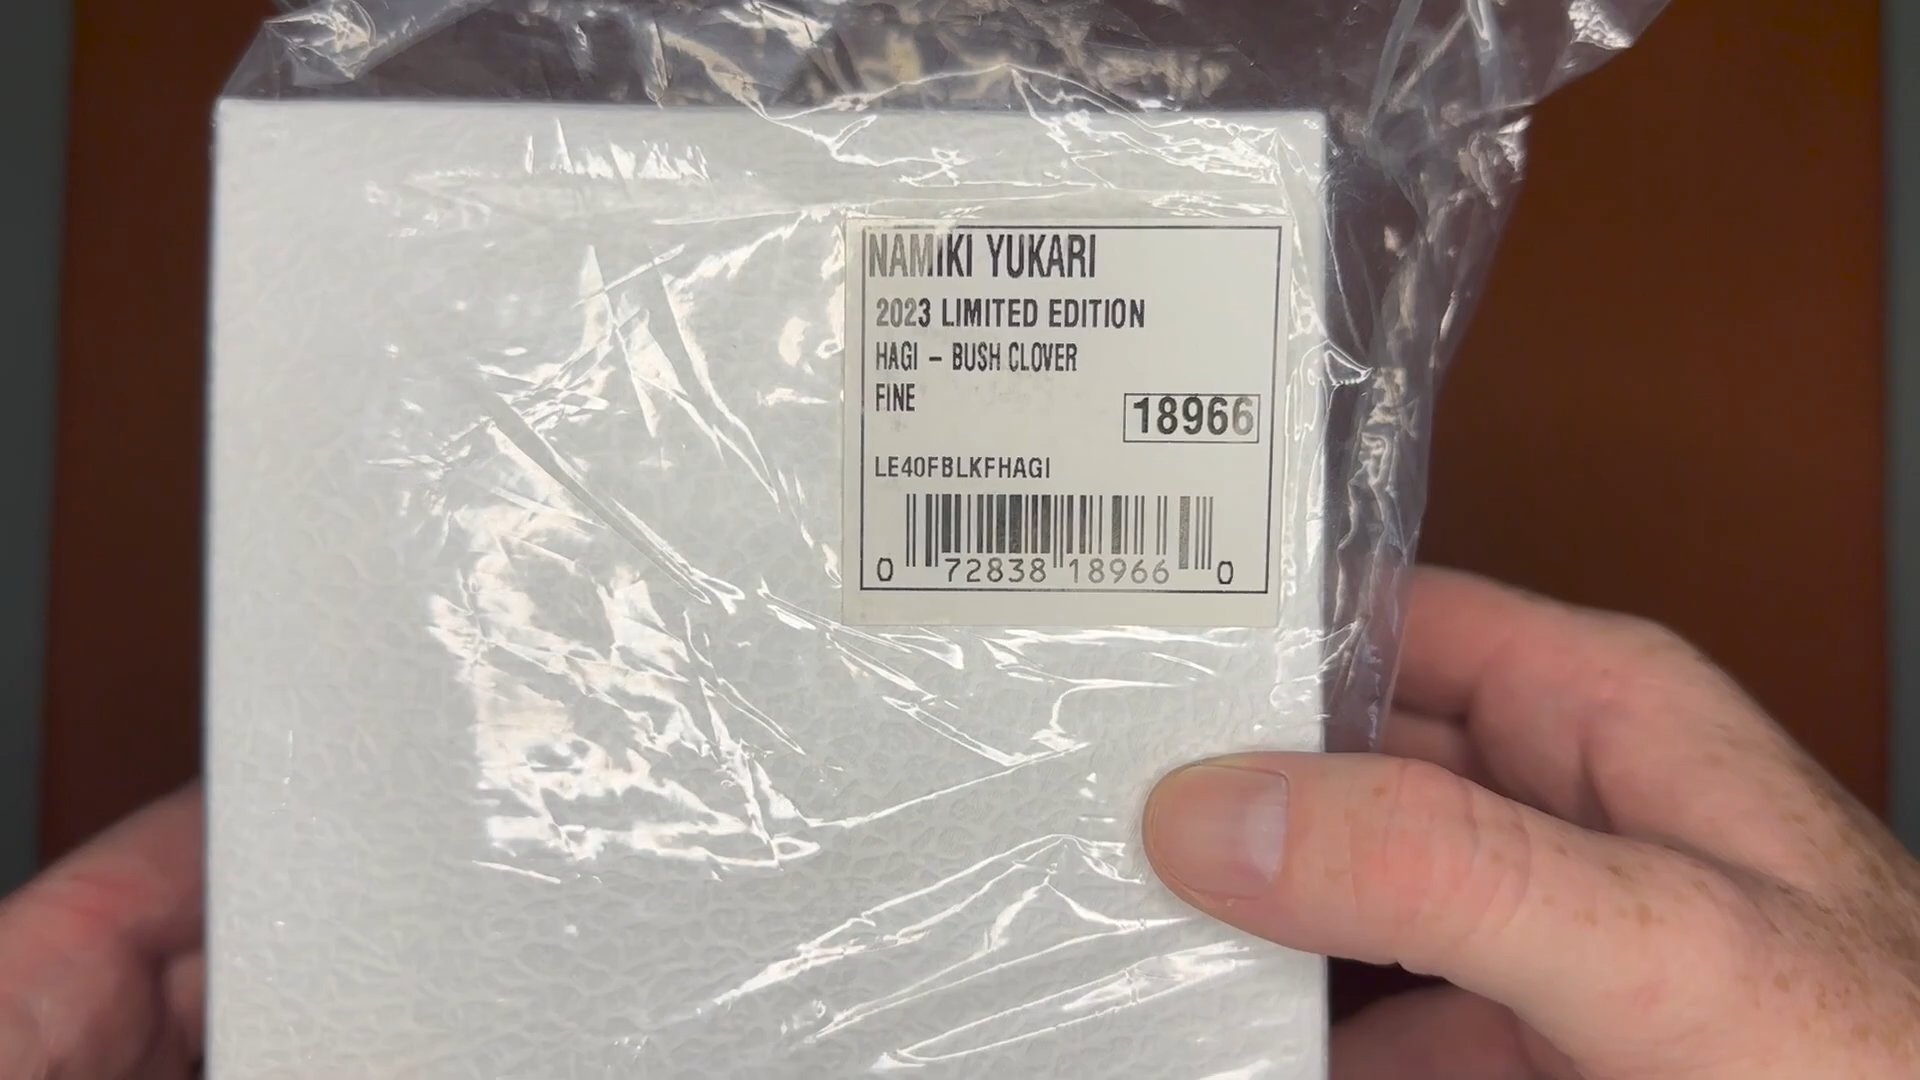 NAMIKI YUKARI
2023 LIMITED EDITION
HAGI – BUSH CLOVER
FINE
18966
LE40FBLKFHAGI
0 72838 18966 0